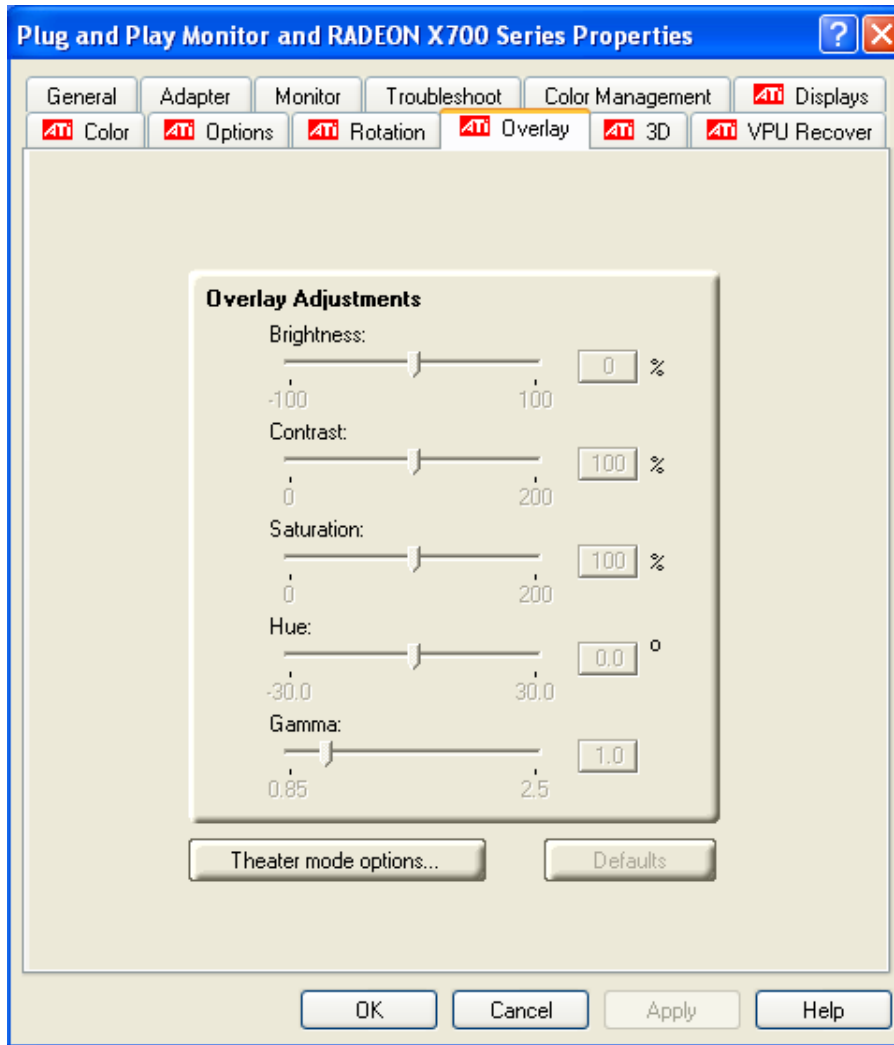 Plug and Play Monitor and RADEON X700 Series Properties
General Adapter Monitor Troubleshoot Color Management ATI Displays
ATI Color ATI Options ATI Rotation ATI Overlay ATI 3D ATI VPU Recover
Overlay Adjustments
Brightness:
0 %
-100 100
Contrast:
100 %
0 200
Saturation:
100 %
0 200
Hue:
0.0 °
-30.0 30.0
Gamma:
1.0
0.85 2.5
Theater mode options... Defaults
OK Cancel Apply Help